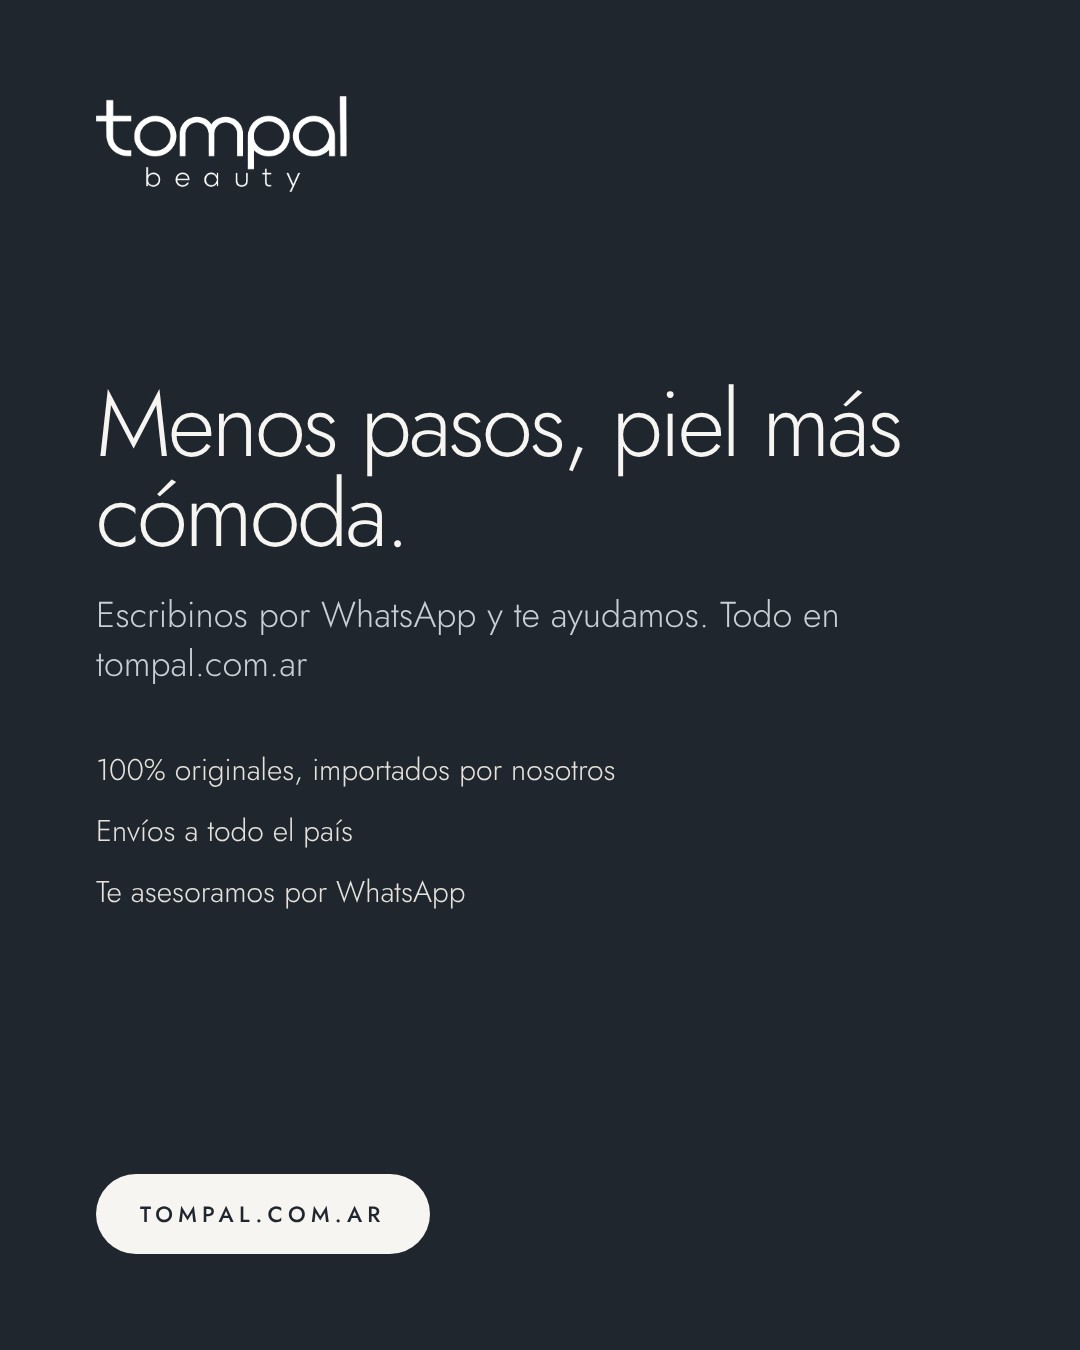 tompal
beauty
Menos pasos, piel más
cómoda.
Escribinos por WhatsApp y te ayudamos. Todo en
tompal.com.ar
100% originales, importados por nosotros
Envíos a todo el país
Te asesoramos por WhatsApp
TOMPAL.COM.AR